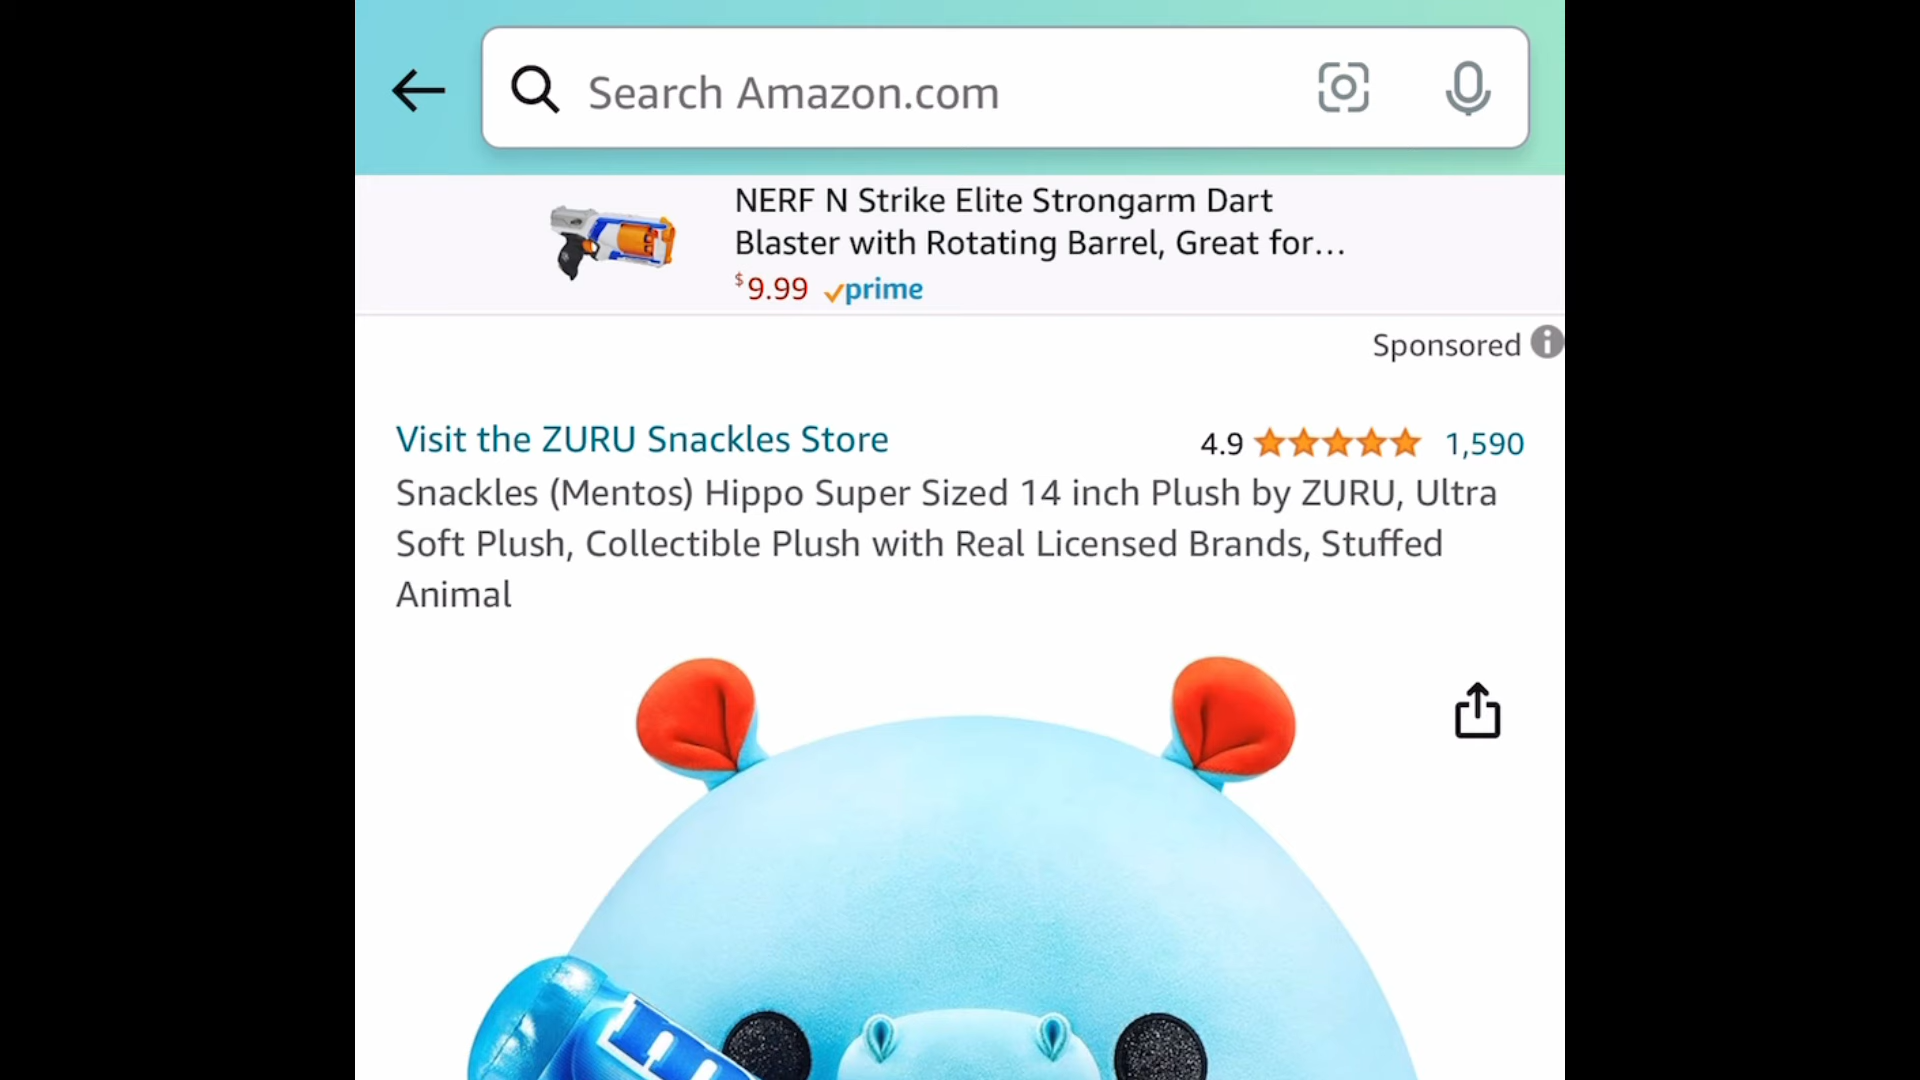 Search Amazon.com
NERF N Strike Elite Strongarm Dart
Blaster with Rotating Barrel, Great for...
$9.99 prime
Sponsored
Visit the ZURU Snackles Store 4.9 1,590
Snackles (Mentos) Hippo Super Sized 14 inch Plush by ZURU, Ultra
Soft Plush, Collectible Plush with Real Licensed Brands, Stuffed
Animal